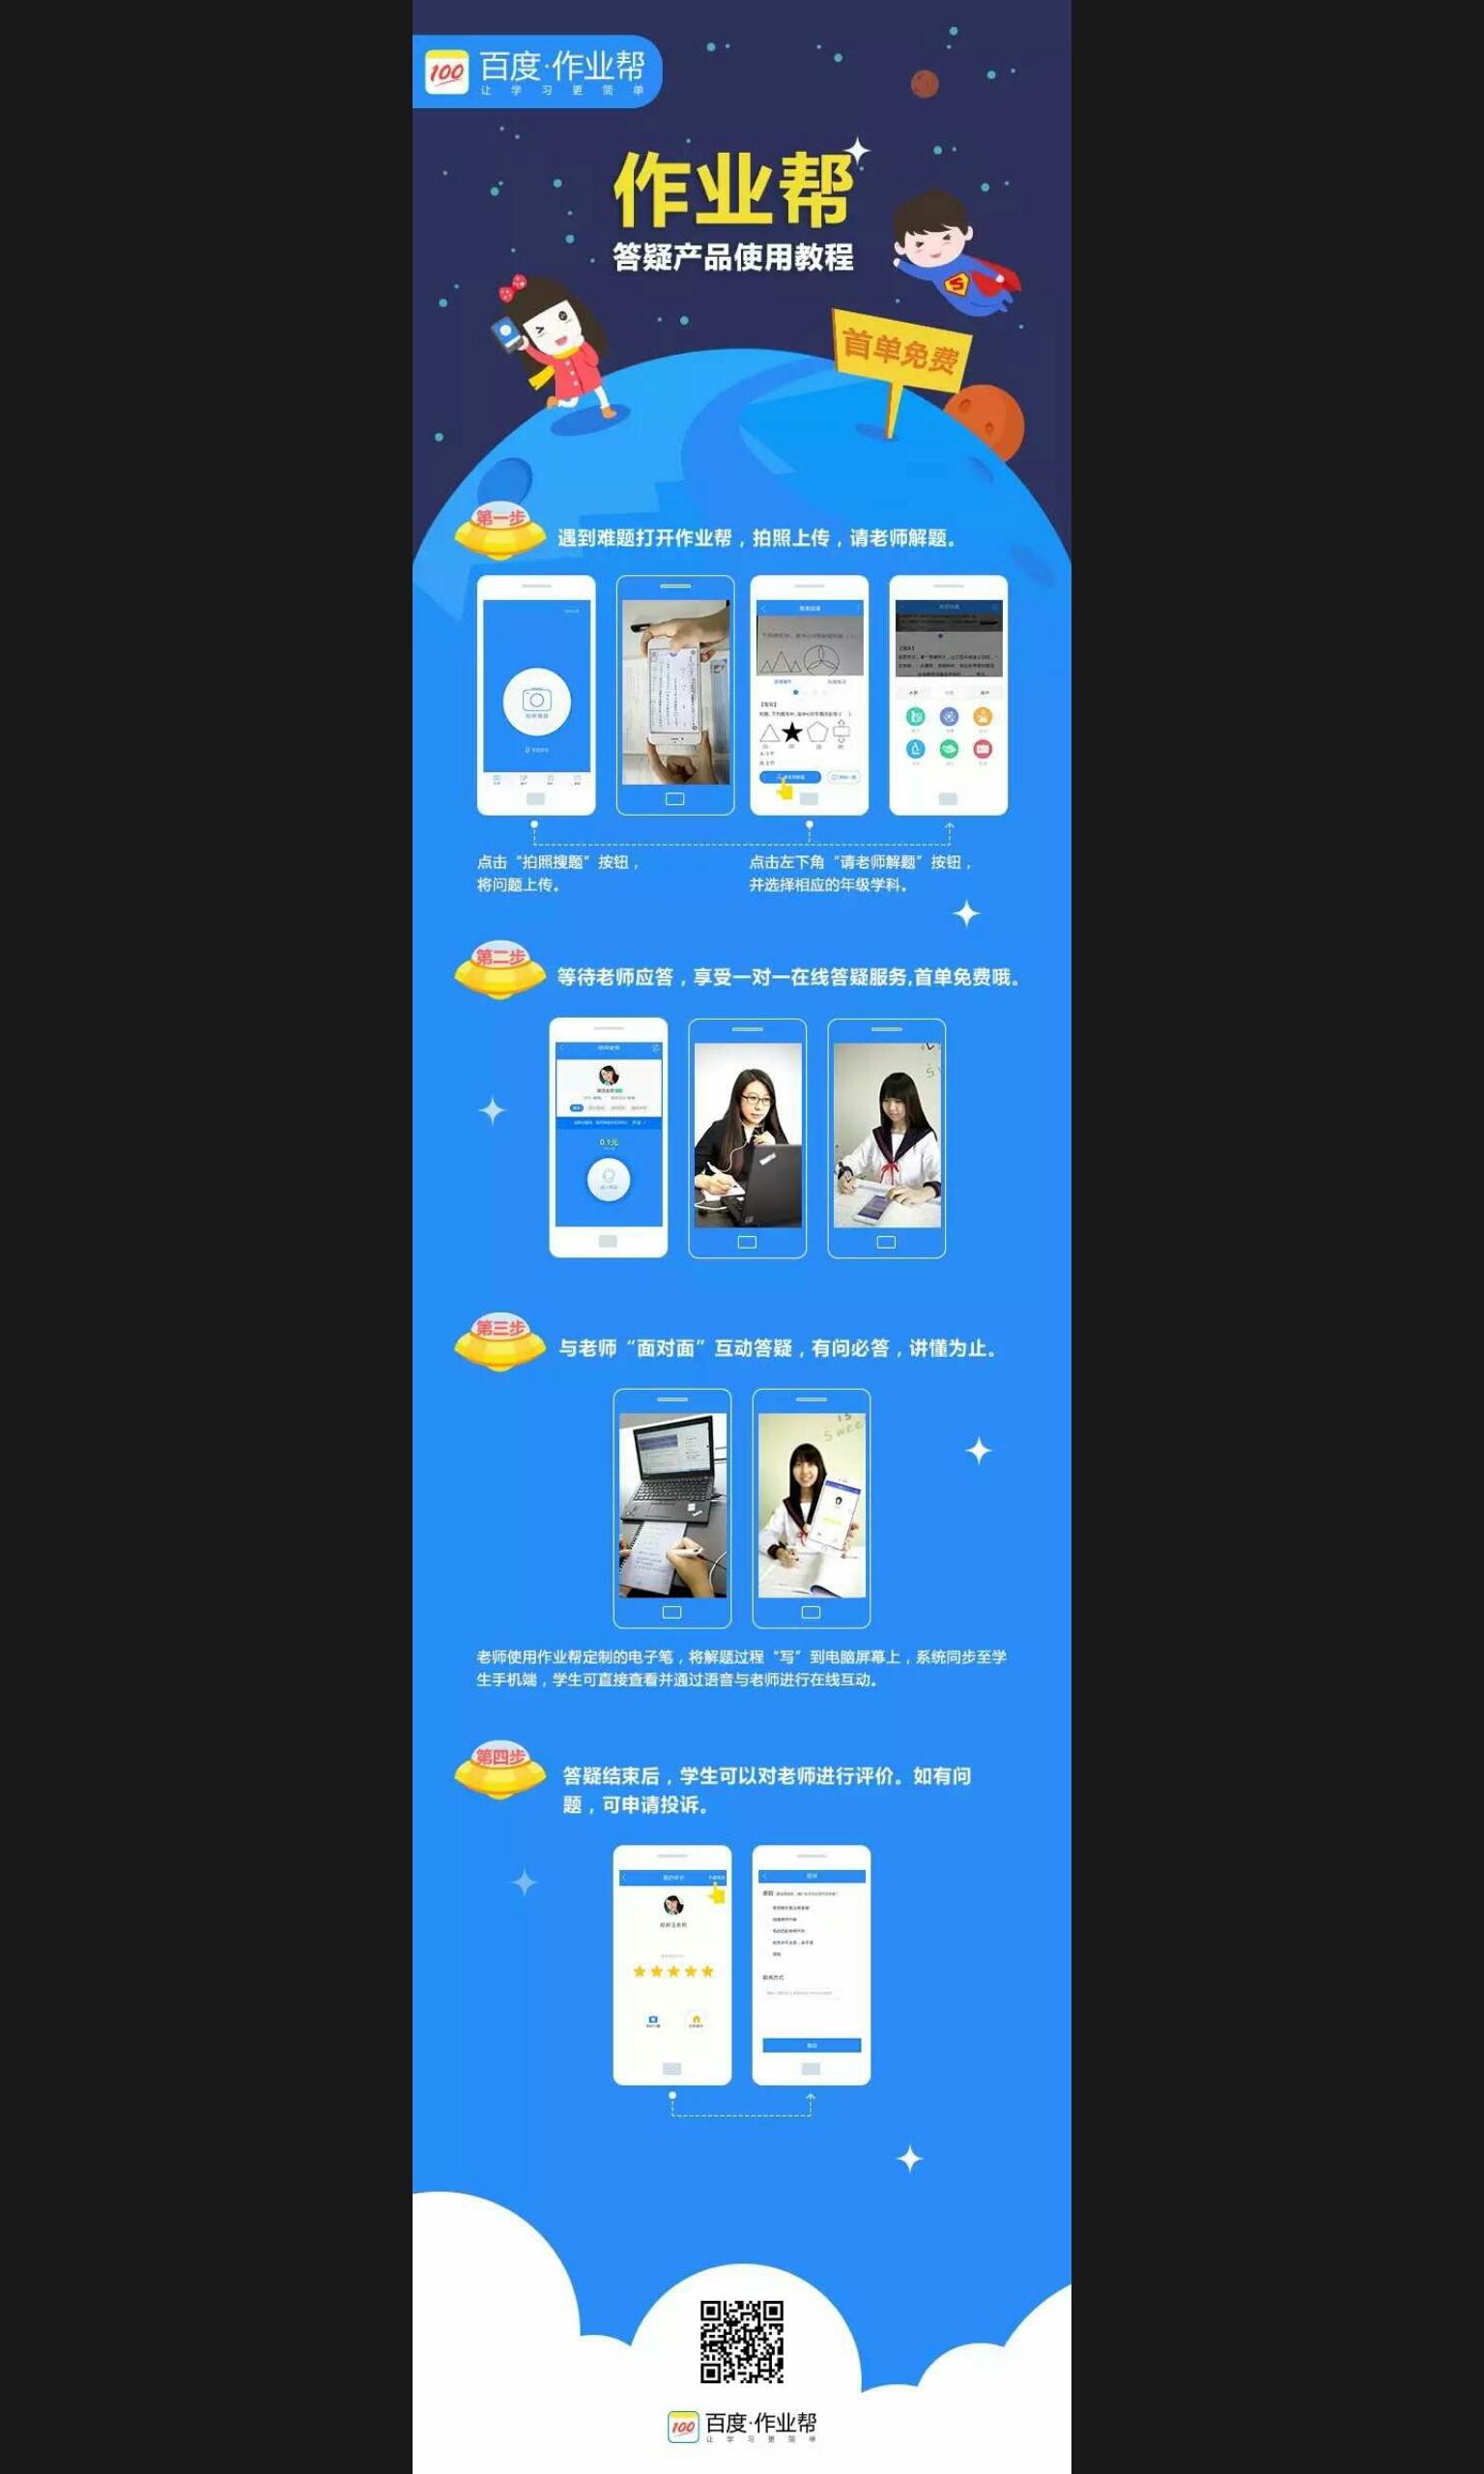 100 百度·作业帮
让学习更简单
作业帮
答疑产品使用教程
首单免费
第一步
遇到难题打开作业帮，拍照上传，请老师解题。
点击“拍照搜题”按钮，
将问题上传。
点击左下角“请老师解题”按钮，
并选择相应的年级学科。
第二步
等待老师应答，享受一对一在线答疑服务,首单免费哦。
0.1元
第三步
与老师“面对面”互动答疑，有问必答，讲懂为止。
老师使用作业帮定制的电子笔，将解题过程“写”到电脑屏幕上，系统同步至学
生手机端，学生可直接查看并通过语音与老师进行在线互动。
第四步
答疑结束后，学生可以对老师进行评价。如有问
题，可申请投诉。
100 百度·作业帮
让学习更简单